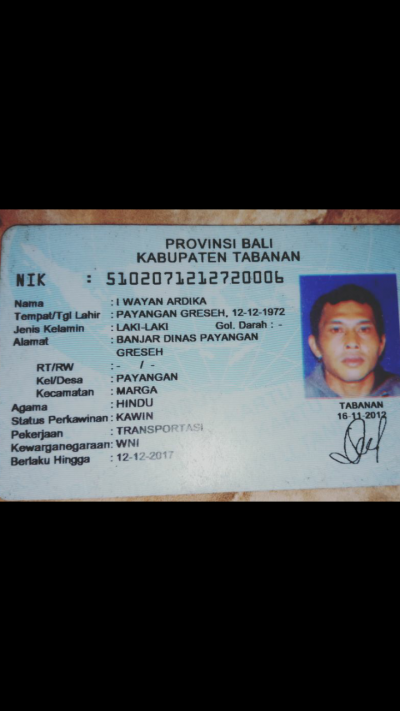 PROVINSI BALI
KABUPATEN TABANAN
NIK : 5102071212720006
Nama : I WAYAN ARDIKA
Tempat/Tgl Lahir : PAYANGAN GRESEH, 12-12-1972
Jenis Kelamin : LAKI-LAKI Gol. Darah : -
Alamat : BANJAR DINAS PAYANGAN
GRESEH
RT/RW : - / -
Kel/Desa : PAYANGAN
Kecamatan : MARGA
Agama : HINDU
Status Perkawinan : KAWIN
Pekerjaan : TRANSPORTASI
Kewarganegaraan : WNI
Berlaku Hingga : 12-12-2017
TABANAN
16-11-2012